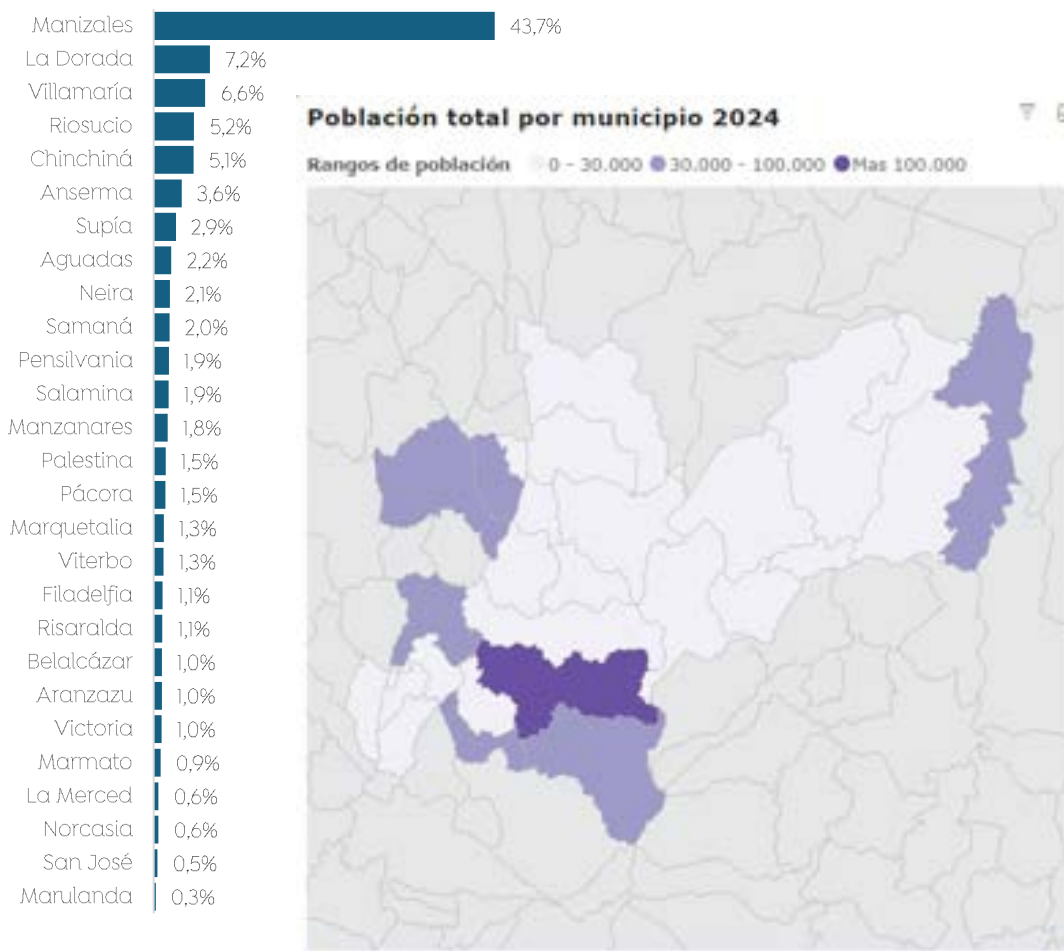 Manizales 43,7%
La Dorada 7,2%
Villamaría 6,6%
Riosucio 5,2%
Chinchiná 5,1%
Anserma 3,6%
Supía 2,9%
Aguadas 2,2%
Neira 2,1%
Samaná 2,0%
Pensilvania 1,9%
Salamina 1,9%
Manzanares 1,8%
Palestina 1,5%
Pácora 1,5%
Marquetalia 1,3%
Viterbo 1,3%
Filadelfia 1,1%
Risaralda 1,1%
Belalcázar 1,0%
Aranzazu 1,0%
Victoria 1,0%
Marmato 0,9%
La Merced 0,6%
Norcasia 0,6%
San José 0,5%
Marulanda 0,3%
Población total por municipio 2024
Rangos de población 0 - 30.000 30.000 - 100.000 Mas 100.000